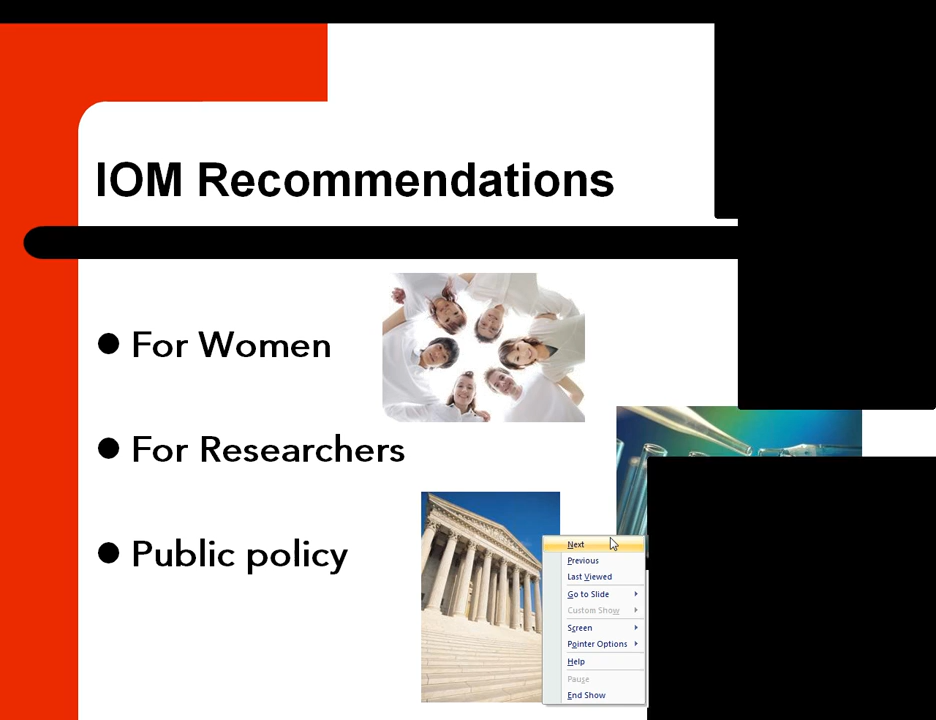 IOM Recommendations
For Women
For Researchers
Public policy
Next
Previous
Last Viewed
Go to Slide
Custom Show
Screen
Pointer Options
Help
Pause
End Show